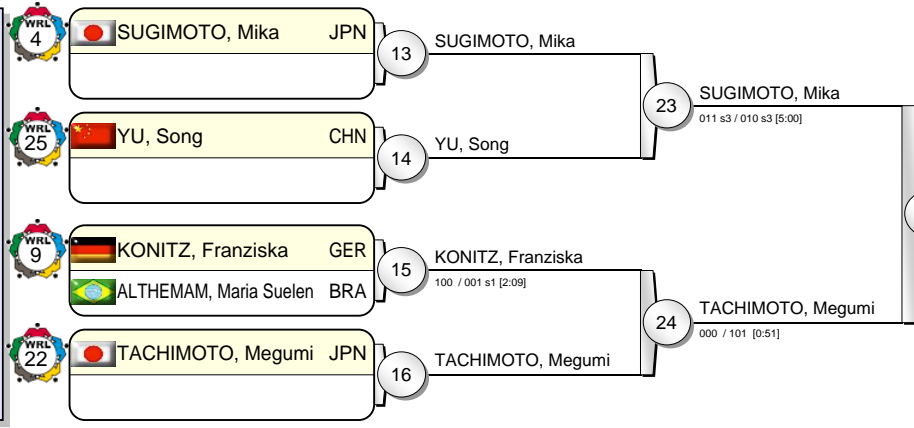 WRL 4 SUGIMOTO, Mika JPN
13 SUGIMOTO, Mika
23 SUGIMOTO, Mika
011 s3 / 010 s3 [5:00]
WRL 25 YU, Song CHN
14 YU, Song
WRL 9 KONITZ, Franziska GER
ALTHEMAM, Maria Suelen BRA
15 KONITZ, Franziska
100 / 001 s1 [2:09]
24 TACHIMOTO, Megumi
000 / 101 [0:51]
WRL 22 TACHIMOTO, Megumi JPN
16 TACHIMOTO, Megumi